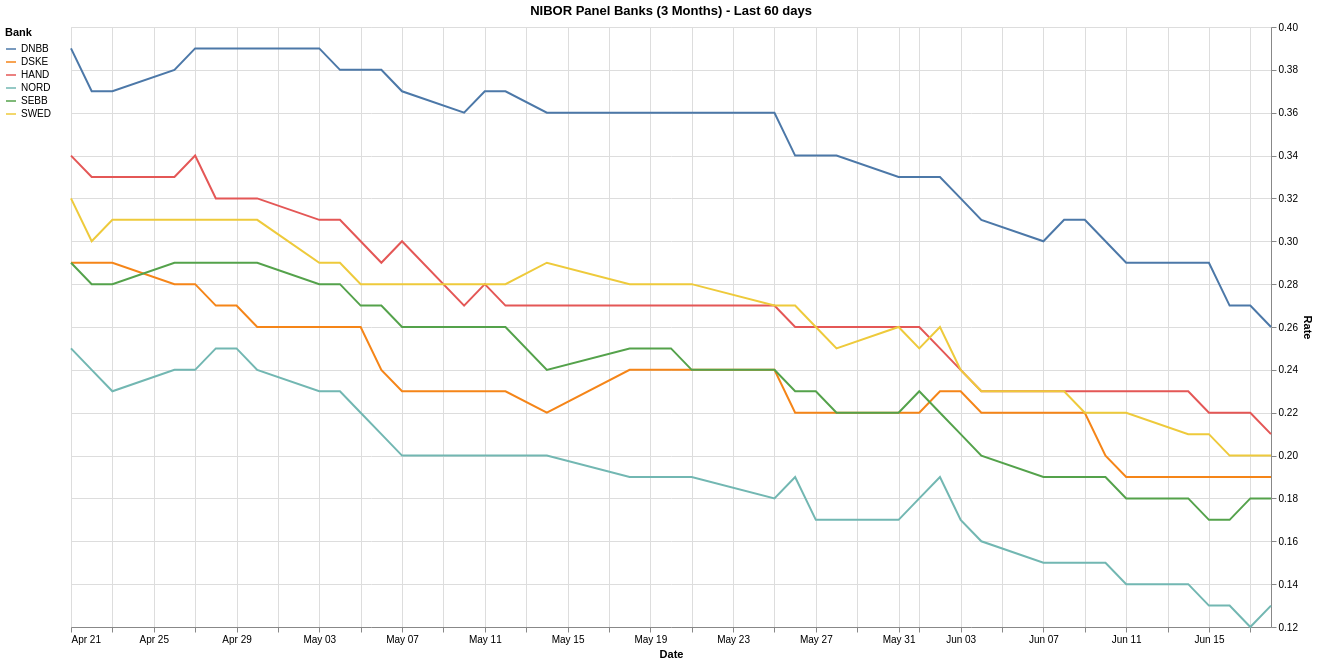 NIBOR Panel Banks (3 Months) - Last 60 days
Bank
DNBB
DSKE
HAND
NORD
SEBB
SWED
0.40
0.38
0.36
0.34
0.32
0.30
0.28
0.26
0.24
0.22
0.20
0.18
0.16
0.14
0.12
Rate
Apr 21 Apr 25 Apr 29 May 03 May 07 May 11 May 15 May 19 May 23 May 27 May 31 Jun 03 Jun 07 Jun 11 Jun 15
Date